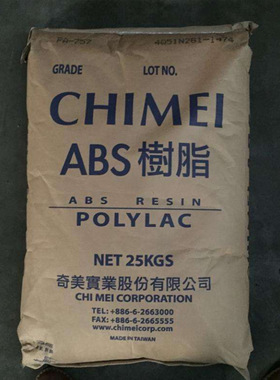 PA-757 4051N261-1474
GRADE LOT NO.
CHIMEI
ABS 樹脂
ABS RESIN
POLYLAC
NET 25KGS
奇美實業股份有限公司
CHI MEI CORPORATION
TEL: +886-6-2663000
FAX: +886-6-2665555
www.chimeicorp.com
MADE IN TAIWAN